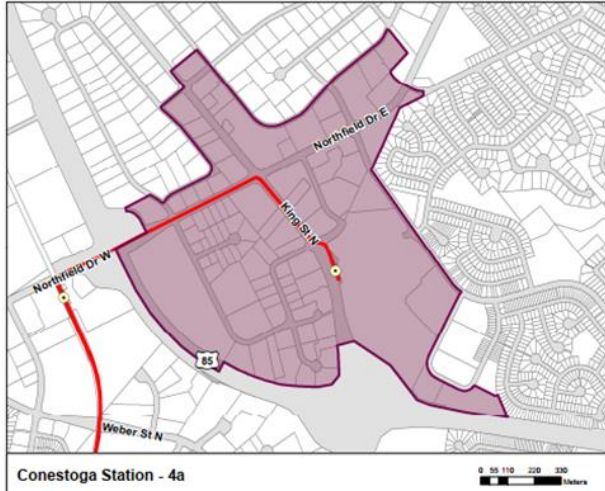 Northfield Dr E
King St N
Northfield Dr W
85
Weber St N
Conestoga Station - 4a
0 55 110 220 330
Meters